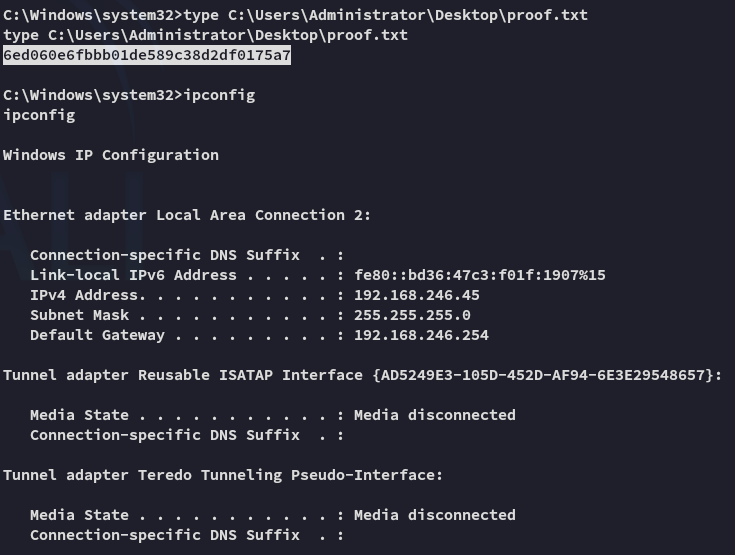 C:\Windows\system32>type C:\Users\Administrator\Desktop\proof.txt
type C:\Users\Administrator\Desktop\proof.txt
6ed060e6fbbb01de589c38d2df0175a7
C:\Windows\system32>ipconfig
ipconfig
Windows IP Configuration
Ethernet adapter Local Area Connection 2:
   Connection-specific DNS Suffix  . :
   Link-local IPv6 Address . . . . . : fe80::bd36:47c3:f01f:1907%15
   IPv4 Address. . . . . . . . . . . : 192.168.246.45
   Subnet Mask . . . . . . . . . . . : 255.255.255.0
   Default Gateway . . . . . . . . . : 192.168.246.254
Tunnel adapter Reusable ISATAP Interface {AD5249E3-105D-452D-AF94-6E3E29548657}:
   Media State . . . . . . . . . . . : Media disconnected
   Connection-specific DNS Suffix  . :
Tunnel adapter Teredo Tunneling Pseudo-Interface:
   Media State . . . . . . . . . . . : Media disconnected
   Connection-specific DNS Suffix  . :